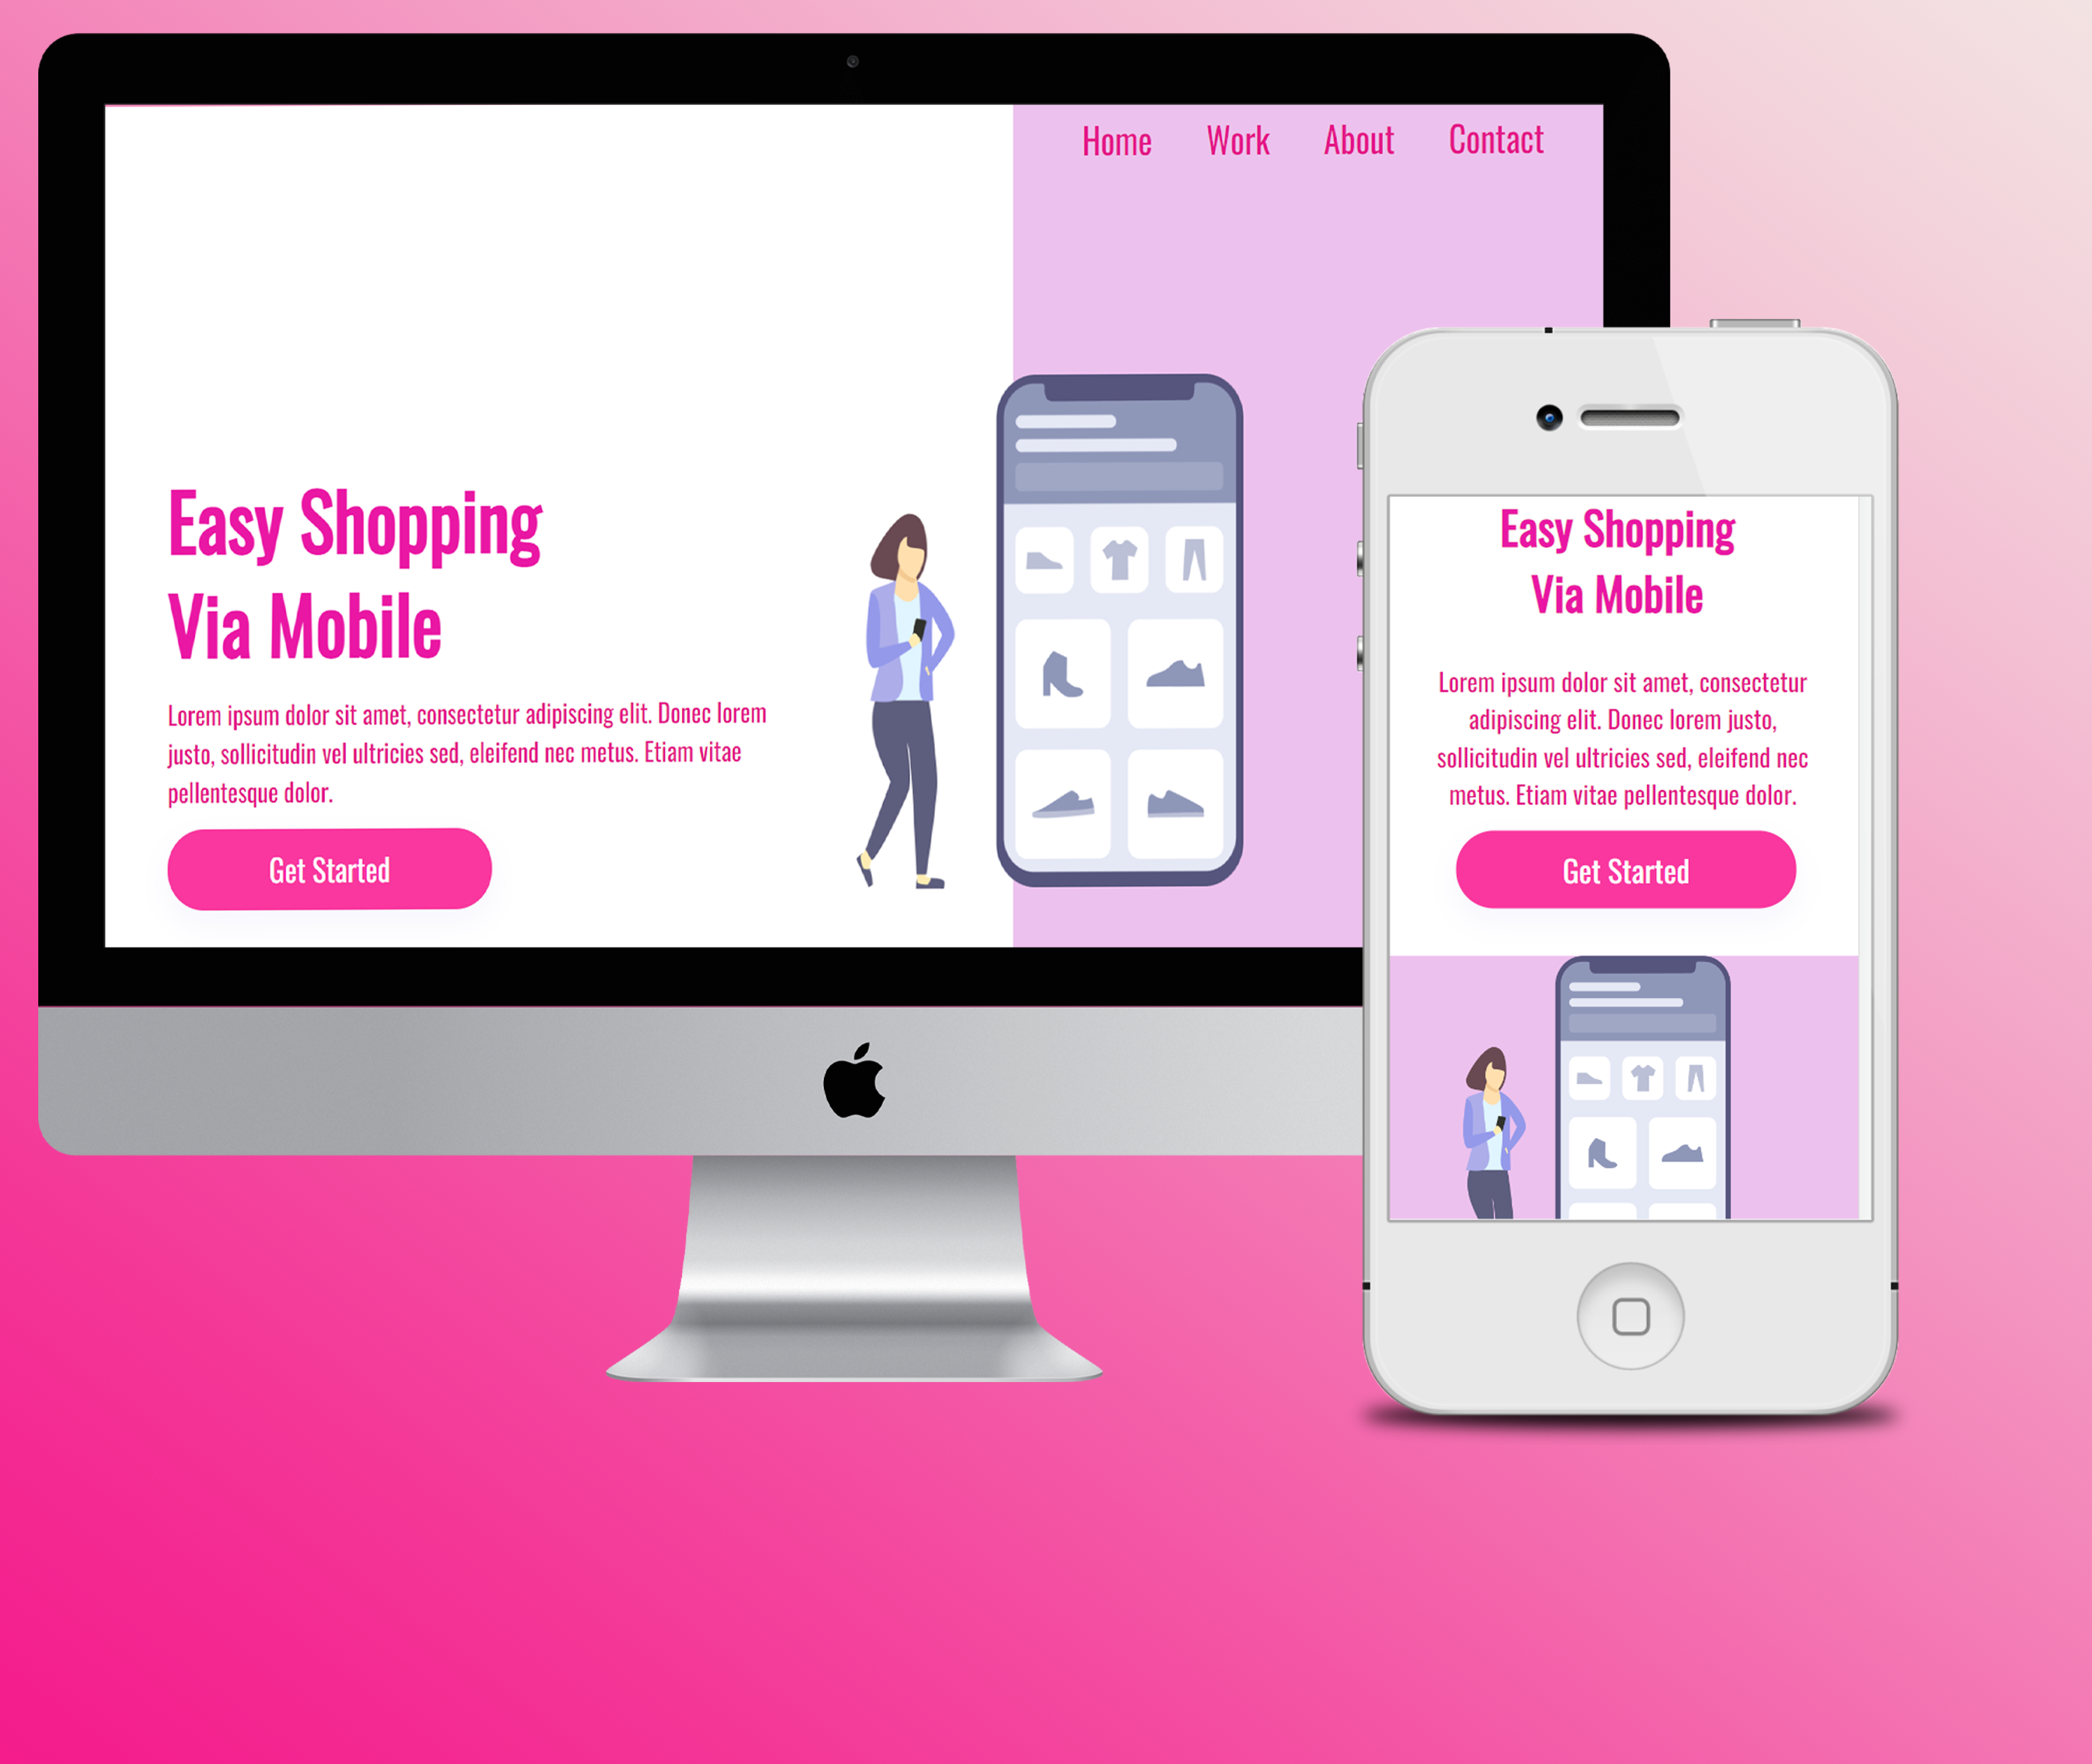 Home Work About Contact
Easy Shopping
Via Mobile
Lorem ipsum dolor sit amet, consectetur adipiscing elit. Donec lorem
justo, sollicitudin vel ultricies sed, eleifend nec metus. Etiam vitae
pellentesque dolor.
Get Started
Easy Shopping
Via Mobile
Lorem ipsum dolor sit amet, consectetur
adipiscing elit. Donec lorem justo,
sollicitudin vel ultricies sed, eleifend nec
metus. Etiam vitae pellentesque dolor.
Get Started